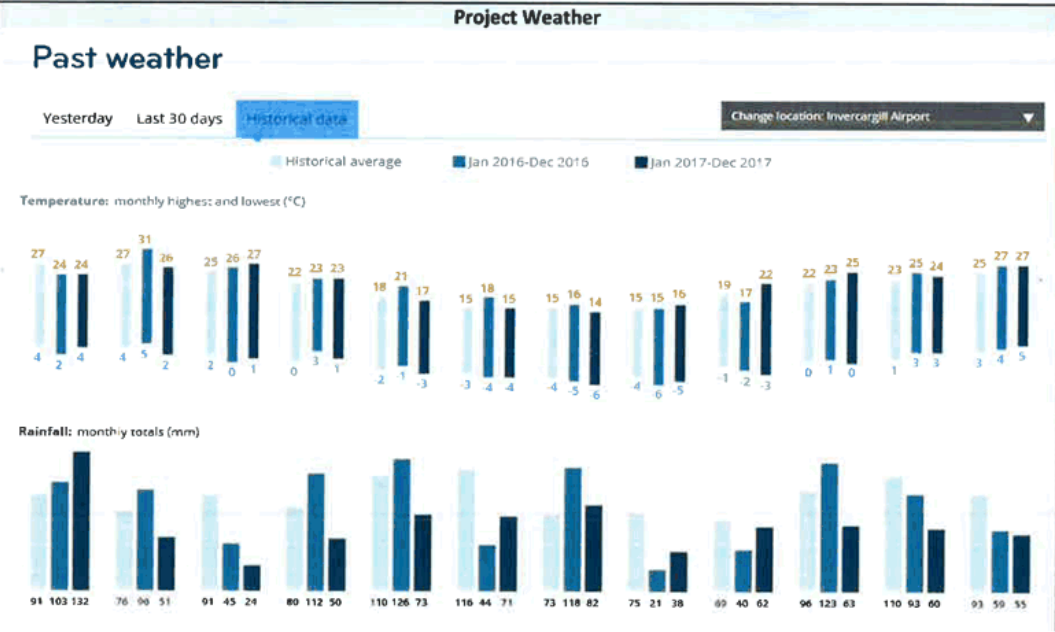 Project Weather
Past weather
Yesterday Last 30 days Historical data
Change location: Invercargill Airport
Historical average Jan 2016-Dec 2016 Jan 2017-Dec 2017
Temperature: monthly highest and lowest (°C)
27 24 24 27 31 26 25 26 27 22 23 23 18 21 17 15 18 15 15 16 14 15 15 16 19 17 22 22 23 25 23 25 24 25 27 27
4 2 4 4 5 2 2 0 1 0 3 1 -2 -1 -3 -3 -4 -4 -4 -5 -6 4 -6 -5 -1 -2 -3 0 1 0 1 3 3 3 4 5
Rainfall: monthly totals (mm)
91 103 132 76 51 91 45 24 80 112 50 110 126 73 116 44 71 73 118 82 75 21 38 69 40 62 96 123 63 110 93 60 93 59 55